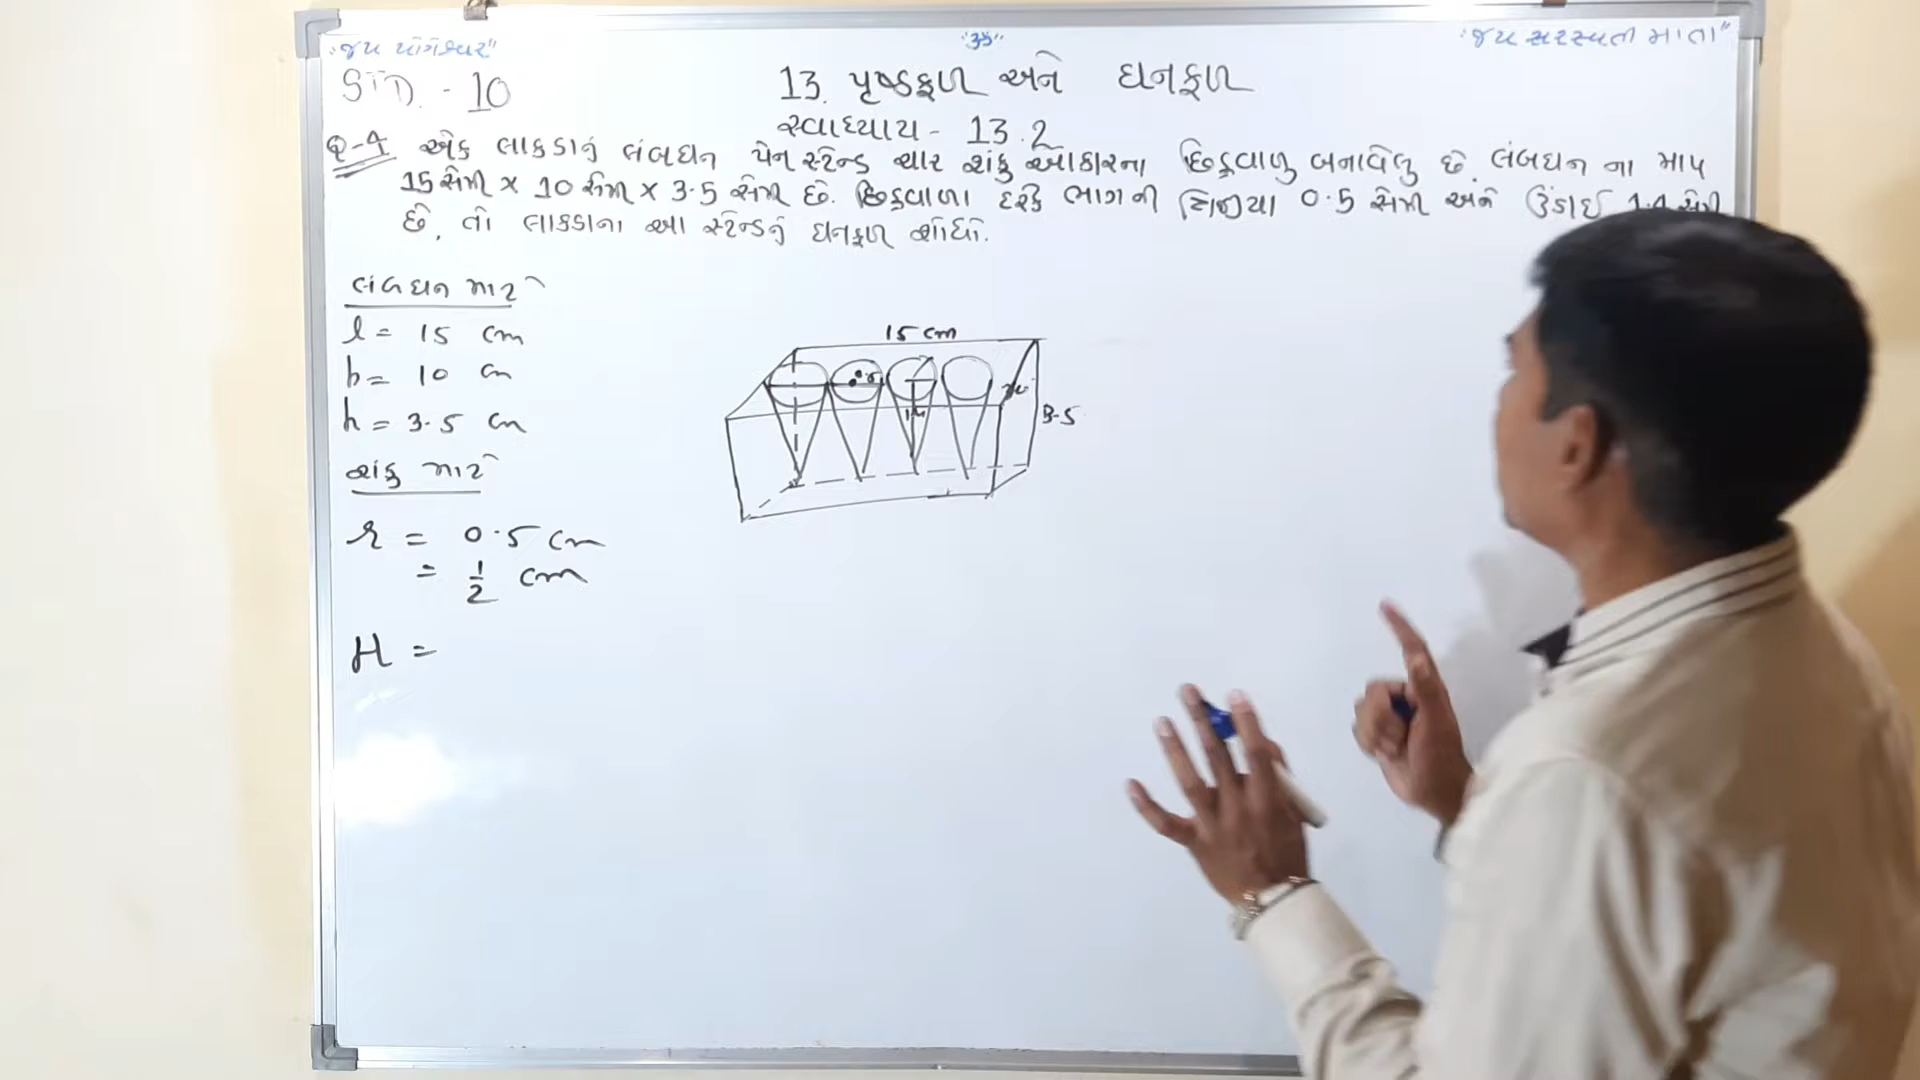 "જય યોગેશ્વર"
"ૐ"
"જય સરસ્વતી માતા"
STD. - 10
13. પૃષ્ઠફળ અને ઘનફળ
સ્વાધ્યાય - 13.2
Q-4 એક લાકડાનું લંબઘન પેન સ્ટેન્ડ ચાર શંકુ આકારના છિદ્રવાળુ બનાવેલુ છે. લંબઘન ના માપ
15 સેમી x 10 સેમી x 3.5 સેમી છે. છિદ્રવાળા દરેક ભાગ ની ત્રિજ્યા 0.5 સેમી અને ઉંડાઈ 1.4 સેમી
છે, તો લાકડાના આ સ્ટેન્ડનું ઘનફળ શોધો.
લંબઘન માટે
l = 15 cm
b = 10 cm
h = 3.5 cm
શંકુ માટે
r = 0.5 cm
= 1/2 cm
H =
15 cm
r
3.5